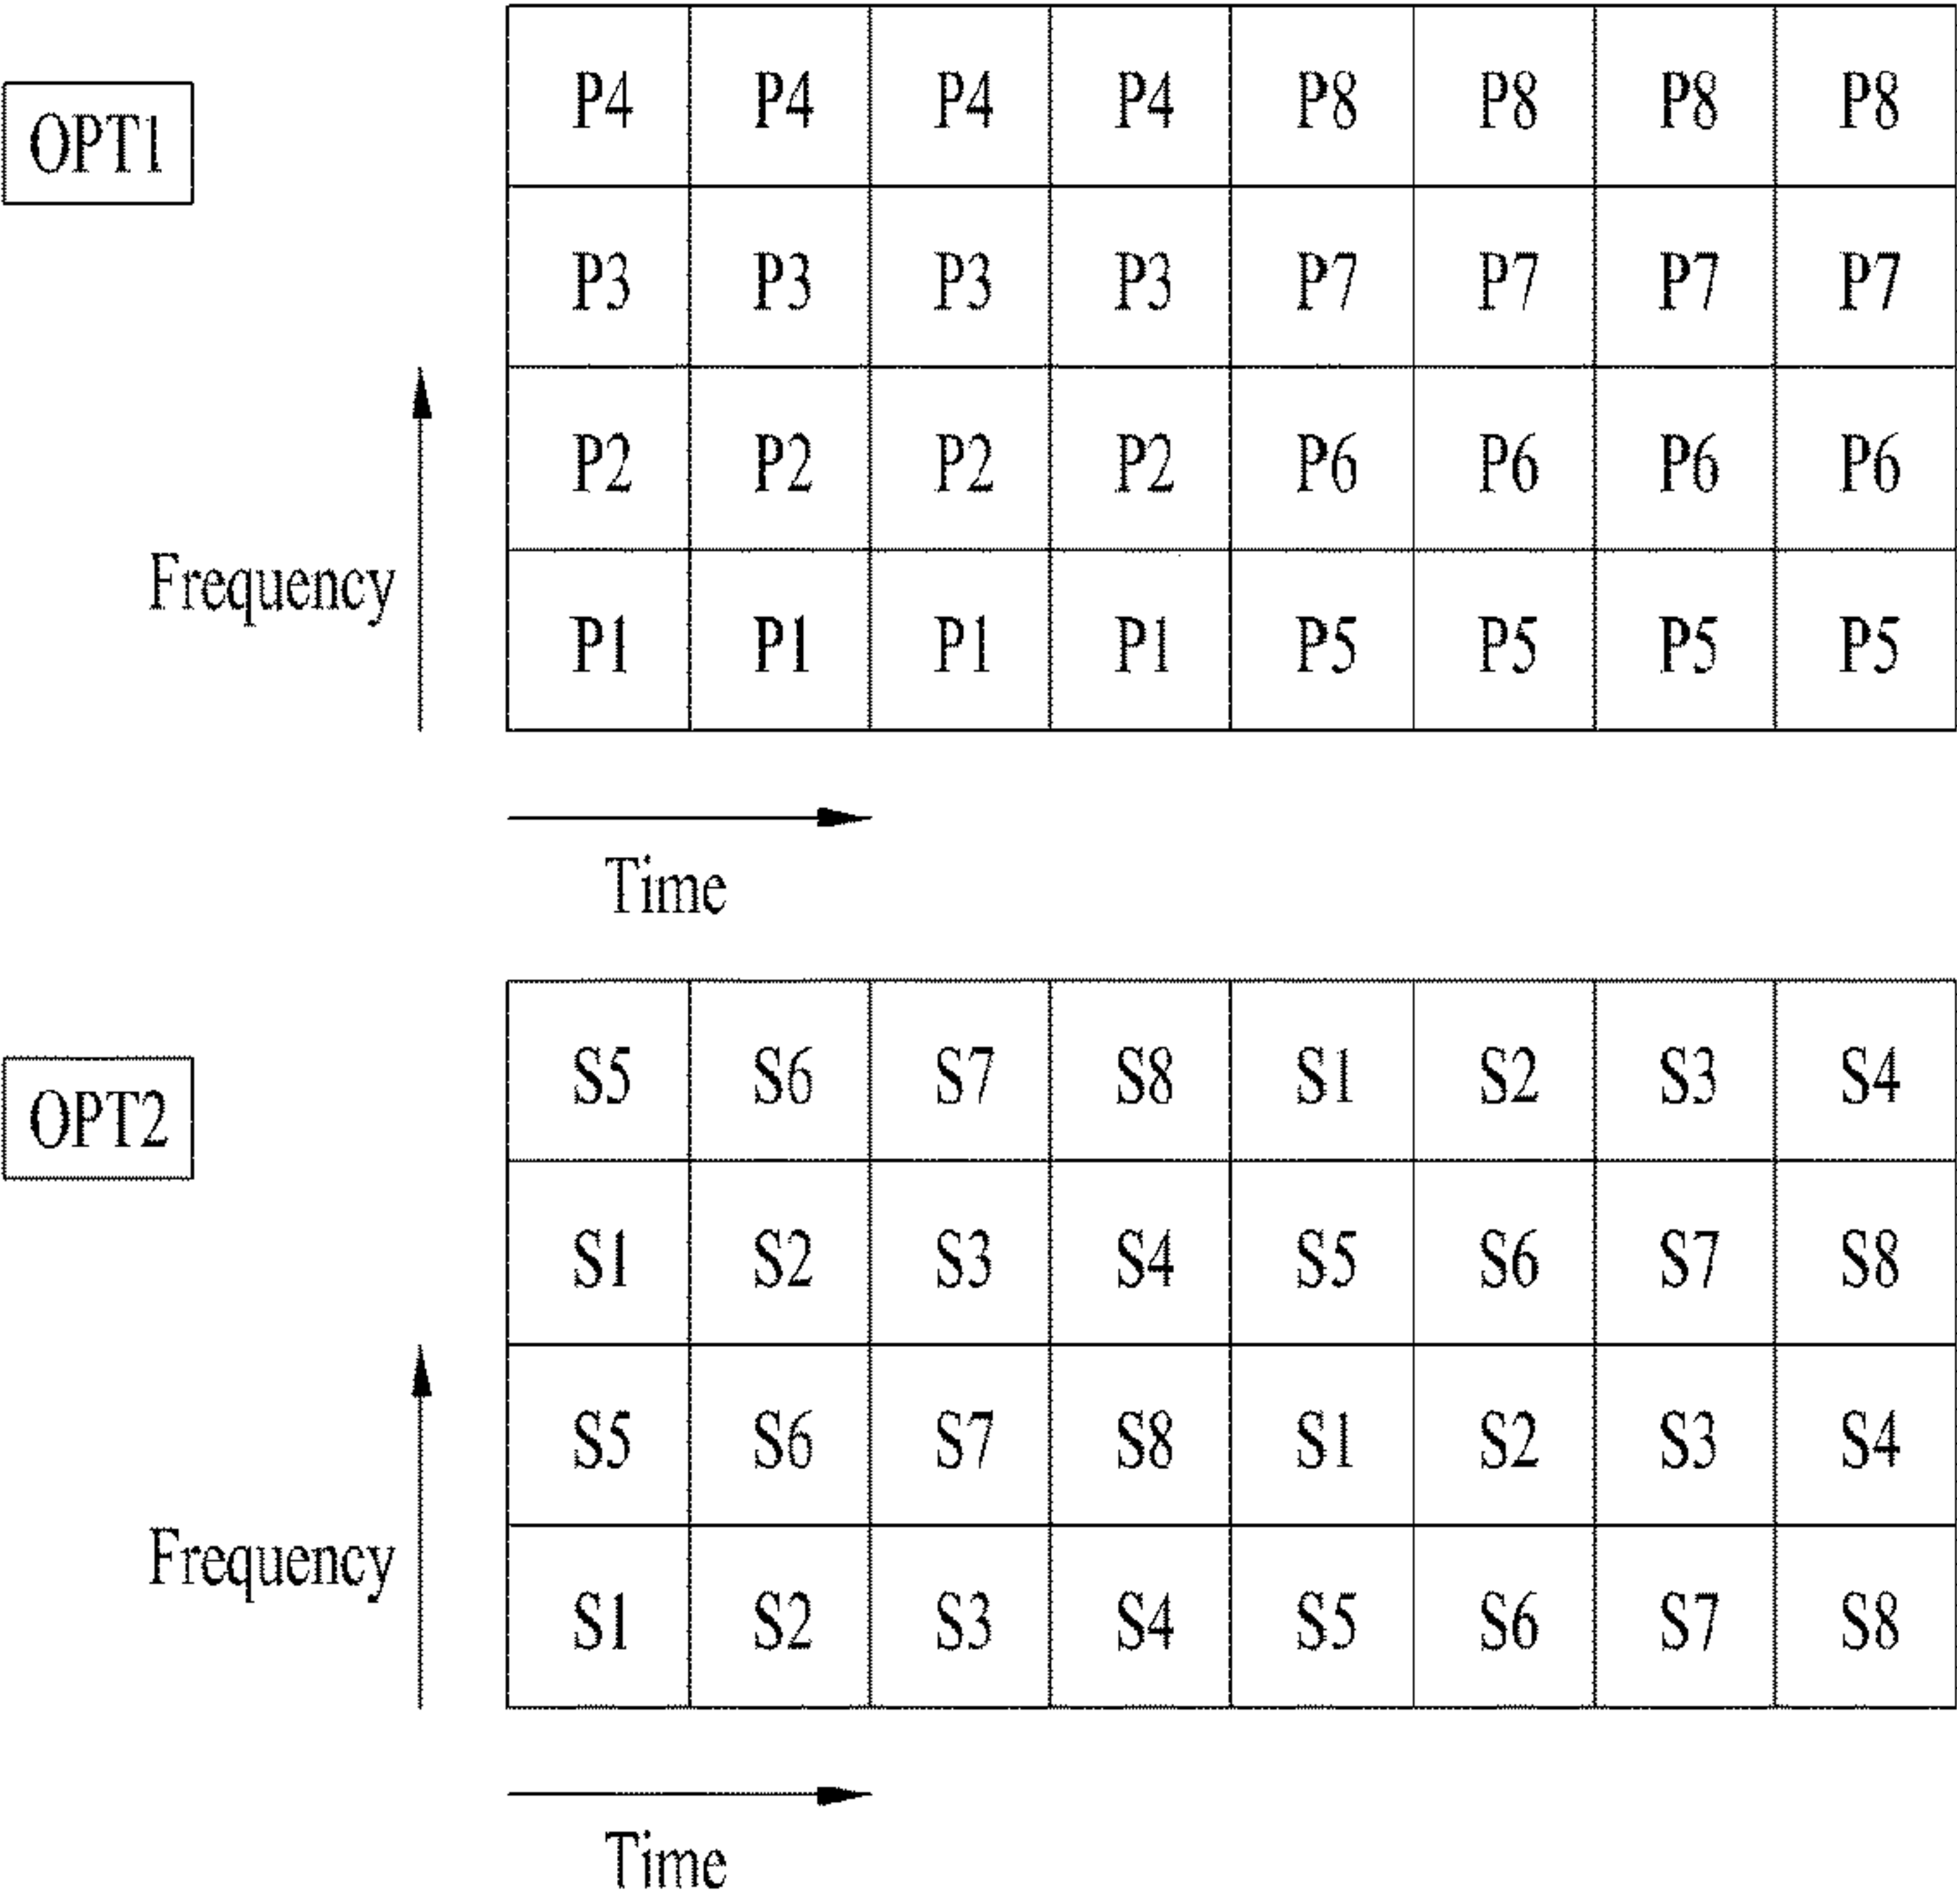 OPT1
P4 P4 P4 P4 P8 P8 P8 P8
P3 P3 P3 P3 P7 P7 P7 P7
P2 P2 P2 P2 P6 P6 P6 P6
Frequency
P1 P1 P1 P1 P5 P5 P5 P5
Time
OPT2
S5 S6 S7 S8 S1 S2 S3 S4
S1 S2 S3 S4 S5 S6 S7 S8
S5 S6 S7 S8 S1 S2 S3 S4
Frequency
S1 S2 S3 S4 S5 S6 S7 S8
Time